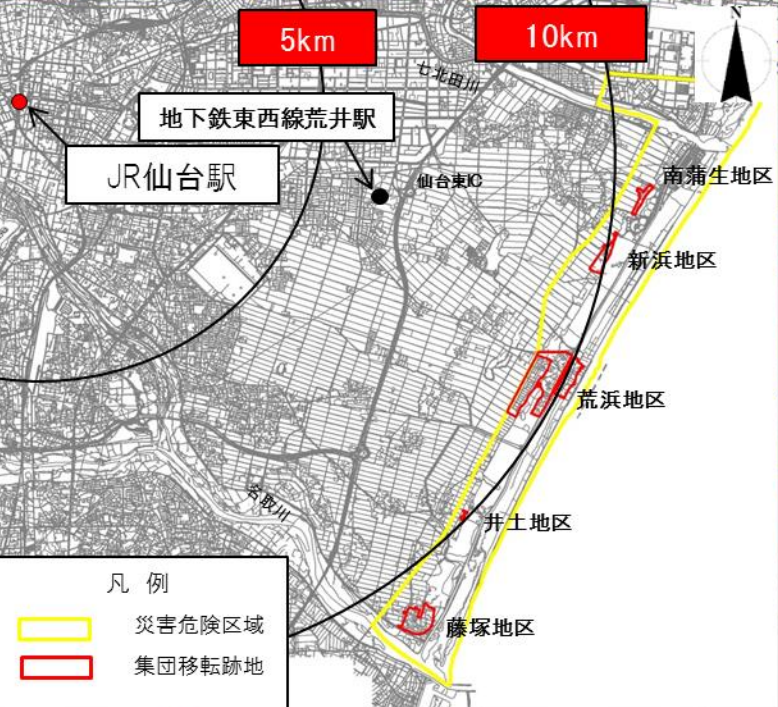 5km
10km
N
七北田川
地下鉄東西線荒井駅
JR仙台駅
仙台東IC
南蒲生地区
新浜地区
荒浜地区
名取川
井土地区
藤塚地区
凡 例
災害危険区域
集団移転跡地